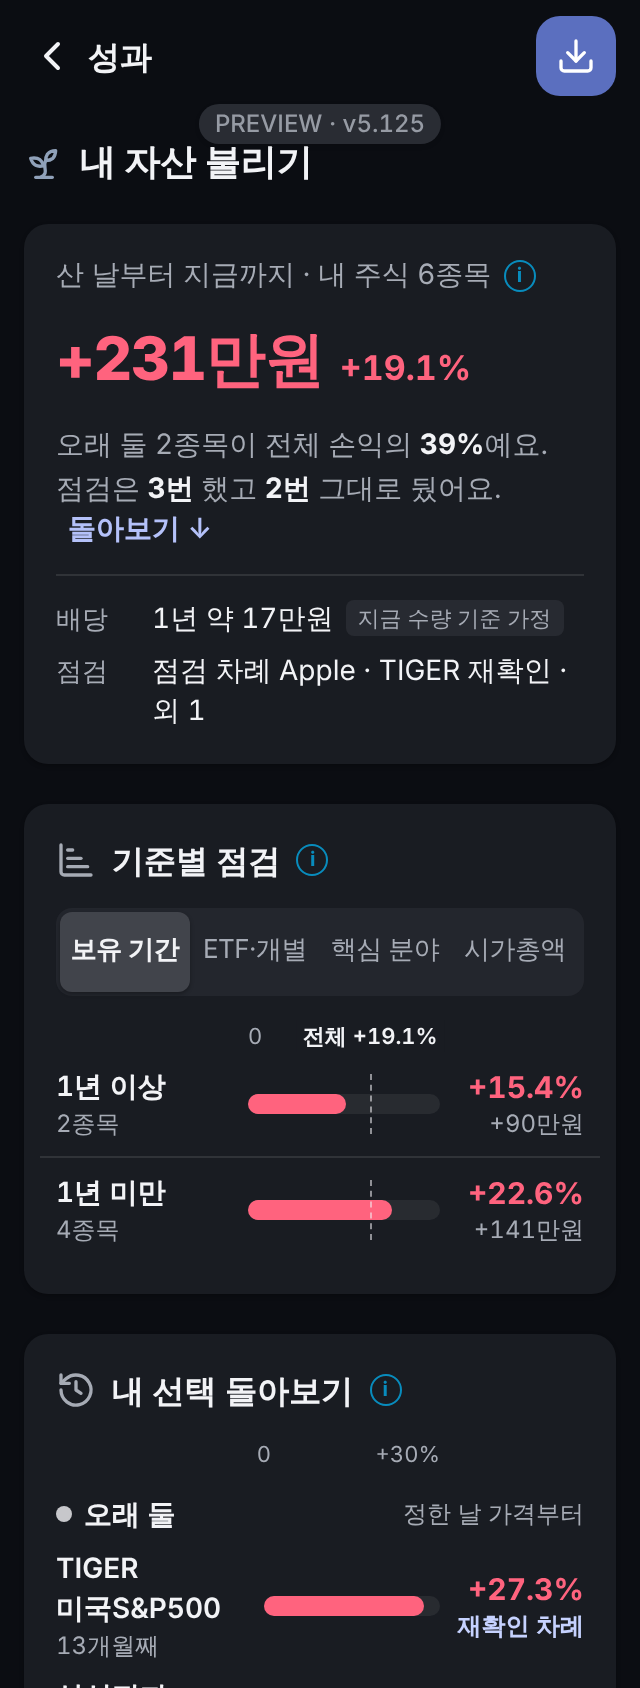 성과
PREVIEW · v5.125
내 자산 불리기
산 날부터 지금까지 · 내 주식 6종목
+231만원 +19.1%
오래 둘 2종목이 전체 손익의 39%예요.
점검은 3번 했고 2번 그대로 뒀어요.
돌아보기 ↓
배당 1년 약 17만원 지금 수량 기준 가정
점검 점검 차례 Apple · TIGER 재확인 ·
외 1
기준별 점검
보유 기간 ETF·개별 핵심 분야 시가총액
0 전체 +19.1%
1년 이상 +15.4%
2종목 +90만원
1년 미만 +22.6%
4종목 +141만원
내 선택 돌아보기
0 +30%
오래 둘 정한 날 가격부터
TIGER
미국S&P500 +27.3%
13개월째 재확인 차례